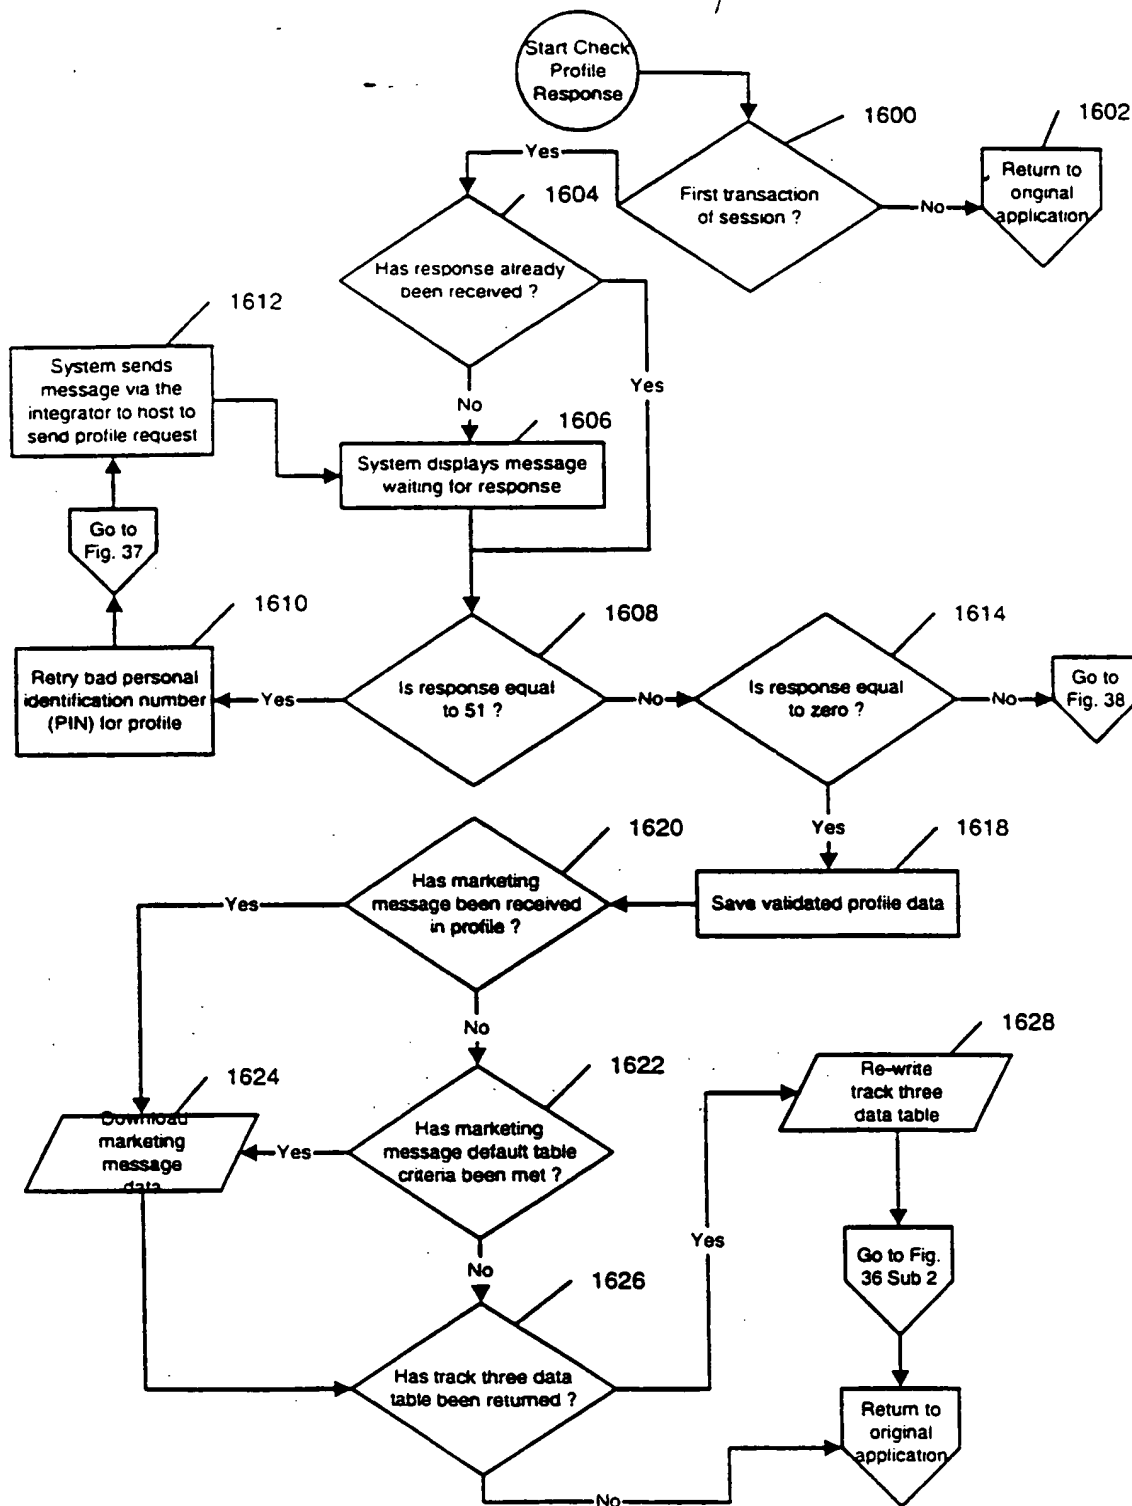 Start Check
Profile
Response
1600
1602
Yes
First transaction
of session ?
No
Return to
original
application
1604
Has response already
been received ?
1612
System sends
message via the
integrator to host to
send profile request
Yes
No
1606
System displays message
waiting for response
Go to
Fig. 37
1610
1608
1614
Retry bad personal
identification number
(PIN) for profile
Yes
Is response equal
to 51 ?
No
Is response equal
to zero ?
No
Go to
Fig. 38
Yes
1620
1618
Has marketing
message been received
in profile ?
Yes
Save validated profile data
No
1628
Re-write
track three
data table
1624
1622
Download
marketing
message
data
Yes
Has marketing
message default table
criteria been met ?
Yes
No
Go to Fig.
36 Sub 2
1626
Has track three data
table been returned ?
Return to
original
application
No